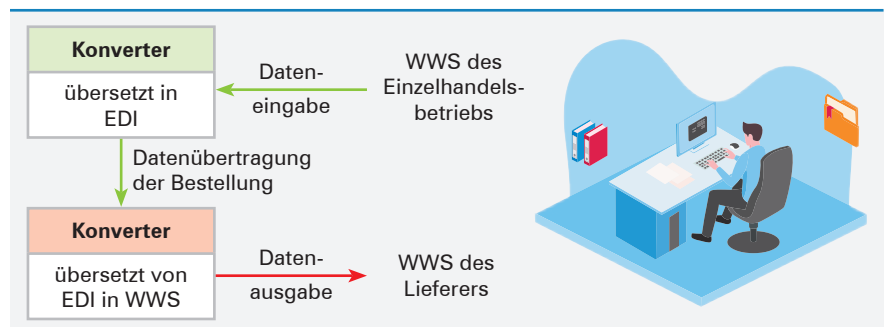 Konverter
übersetzt in
EDI
Daten-
eingabe
WWS des
Einzelhandels-
betriebs
Datenübertragung
der Bestellung
Konverter
übersetzt von
EDI in WWS
Daten-
ausgabe
WWS des
Lieferers